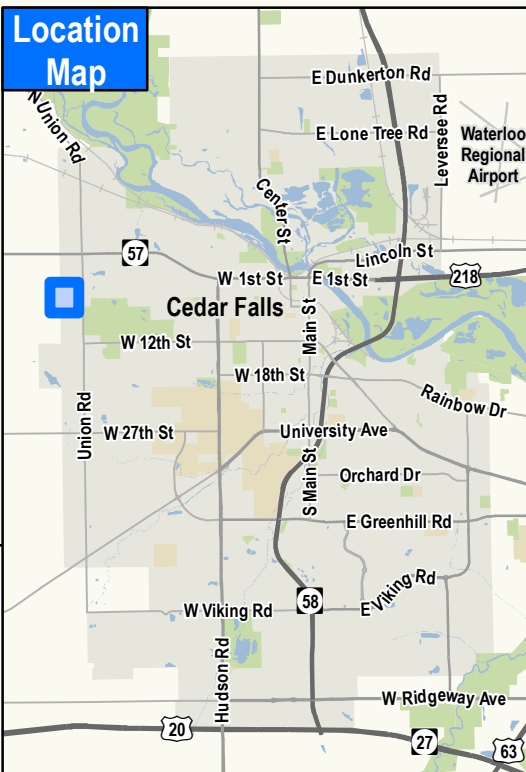 Location
Map
E Dunkerton Rd
N Union Rd
E Lone Tree Rd
Leversee Rd
Waterloo
Regional
Airport
Center St
57
Lincoln St
W 1st St
E 1st St
218
Cedar Falls
Main St
W 12th St
W 18th St
Rainbow Dr
Union Rd
W 27th St
University Ave
S Main St
Orchard Dr
E Greenhill Rd
E Viking Rd
W Viking Rd
58
Hudson Rd
W Ridgeway Ave
20
27
63